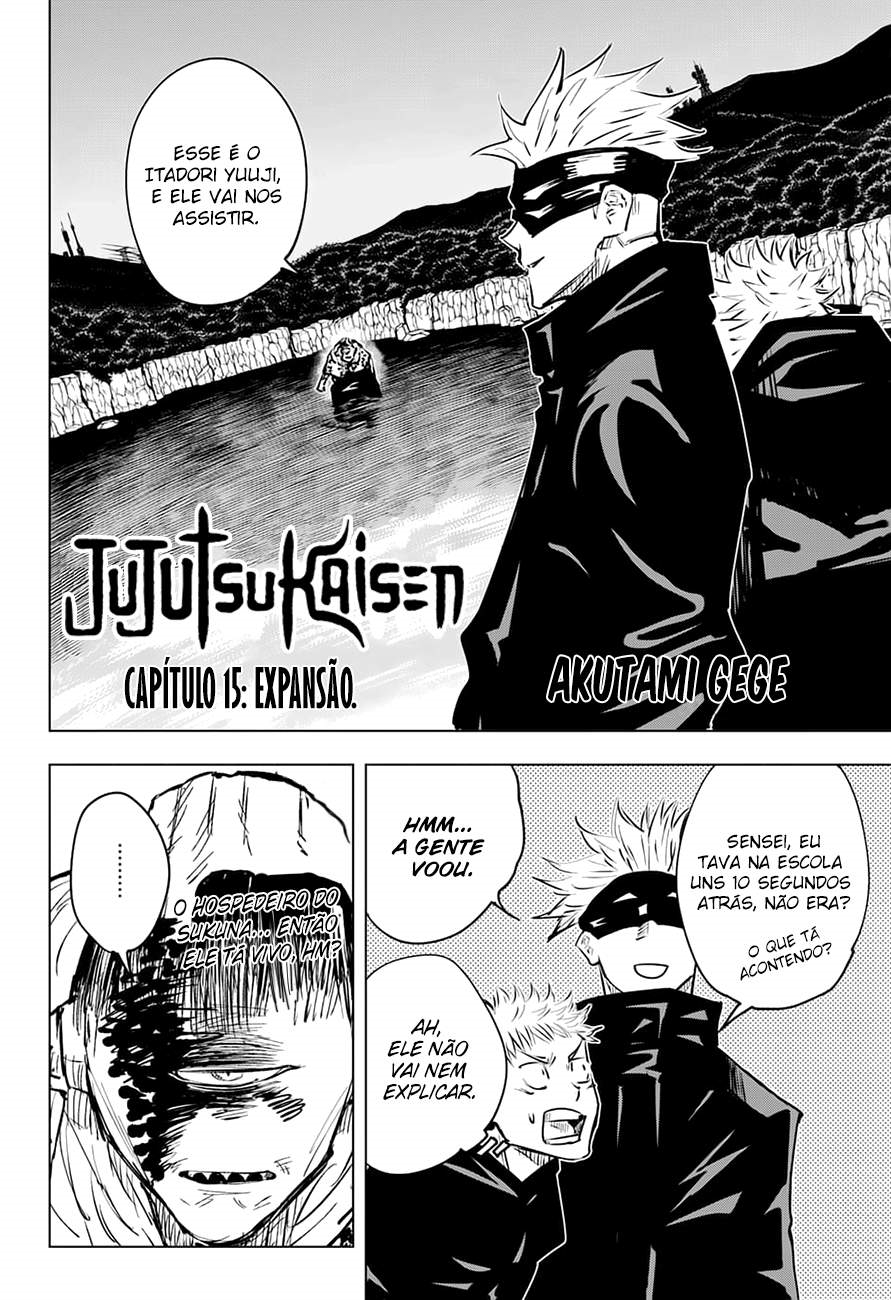 ESSE É O
ITADORI YUUJI,
E ELE VAI NOS
ASSISTIR.
JUJUTSU KAISEN
CAPÍTULO 15: EXPANSÃO.
AKUTAMI GEGE
SENSEI, EU
TAVA NA ESCOLA
UNS 10 SEGUNDOS
ATRÁS, NÃO ERA?
O QUE TÁ
ACONTENDO?
HMM...
A GENTE
VOOU.
AH,
ELE NÃO
VAI NEM
EXPLICAR.
........
O HOSPEDEIRO DO
SUKUNA... ENTÃO
ELE TÁ VIVO, HM?